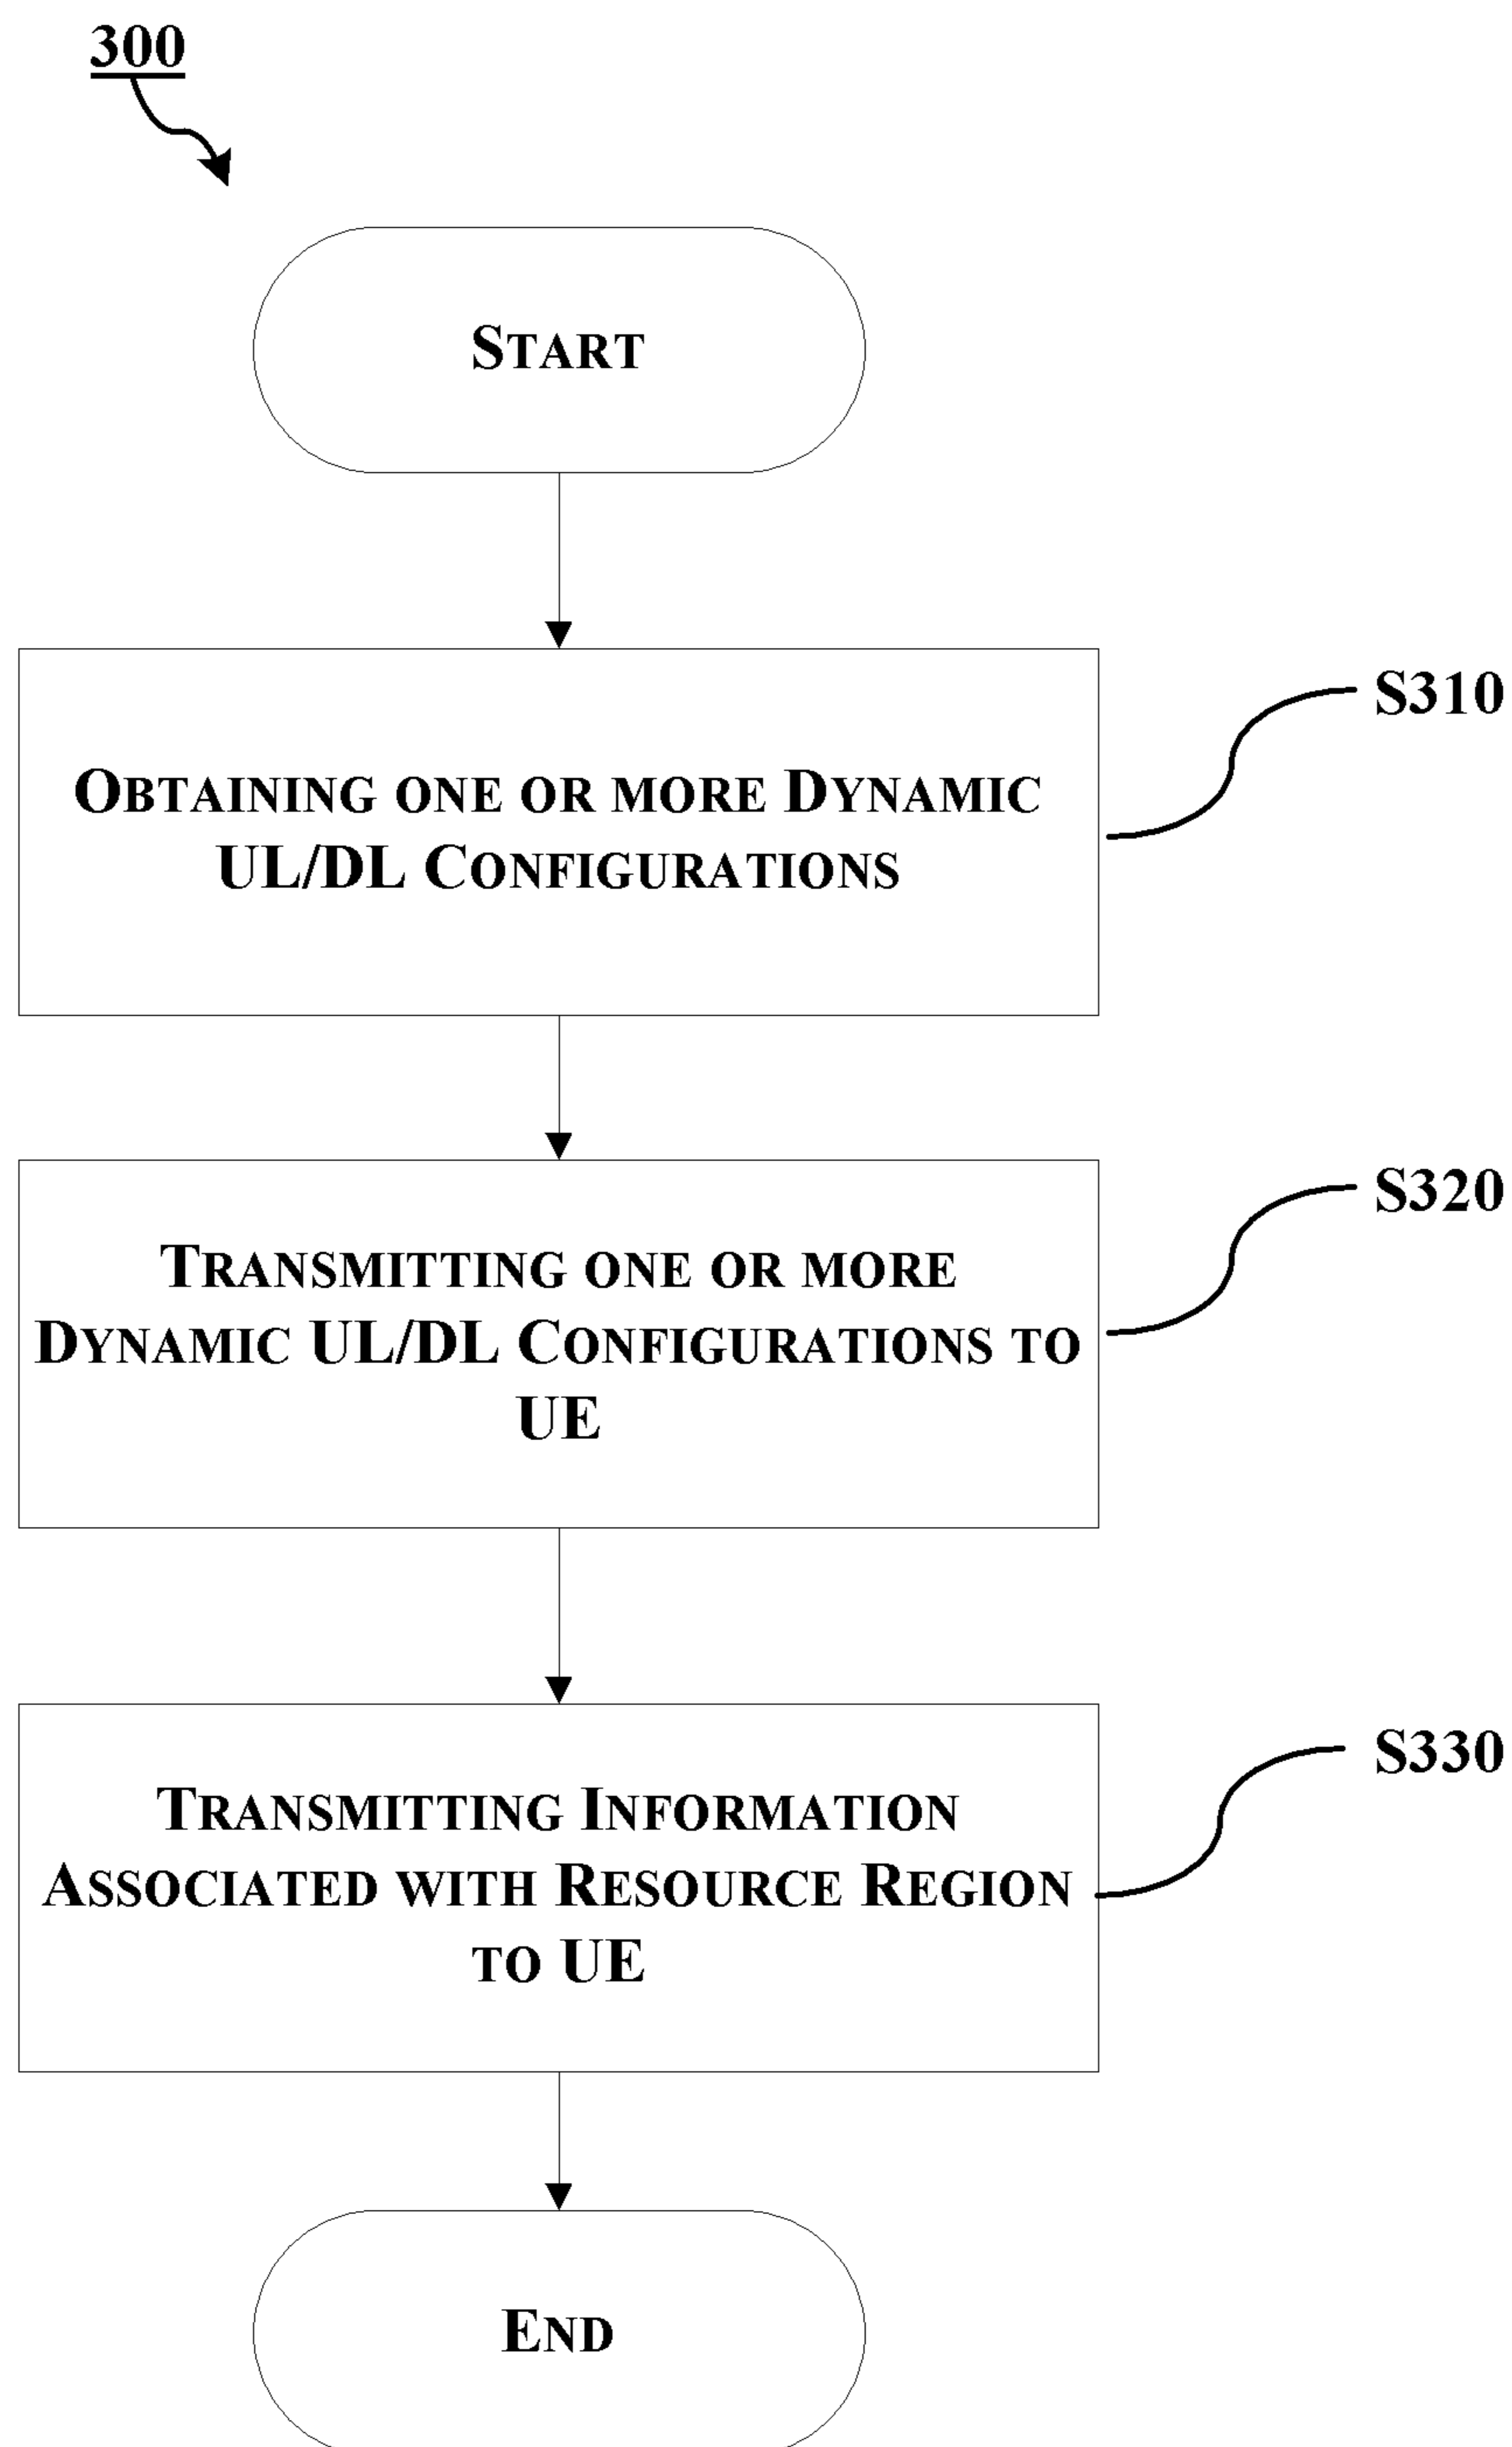 300
START
OBTAINING ONE OR MORE DYNAMIC
UL/DL CONFIGURATIONS
S310
TRANSMITTING ONE OR MORE
DYNAMIC UL/DL CONFIGURATIONS TO
UE
S320
TRANSMITTING INFORMATION
ASSOCIATED WITH RESOURCE REGION
TO UE
S330
END